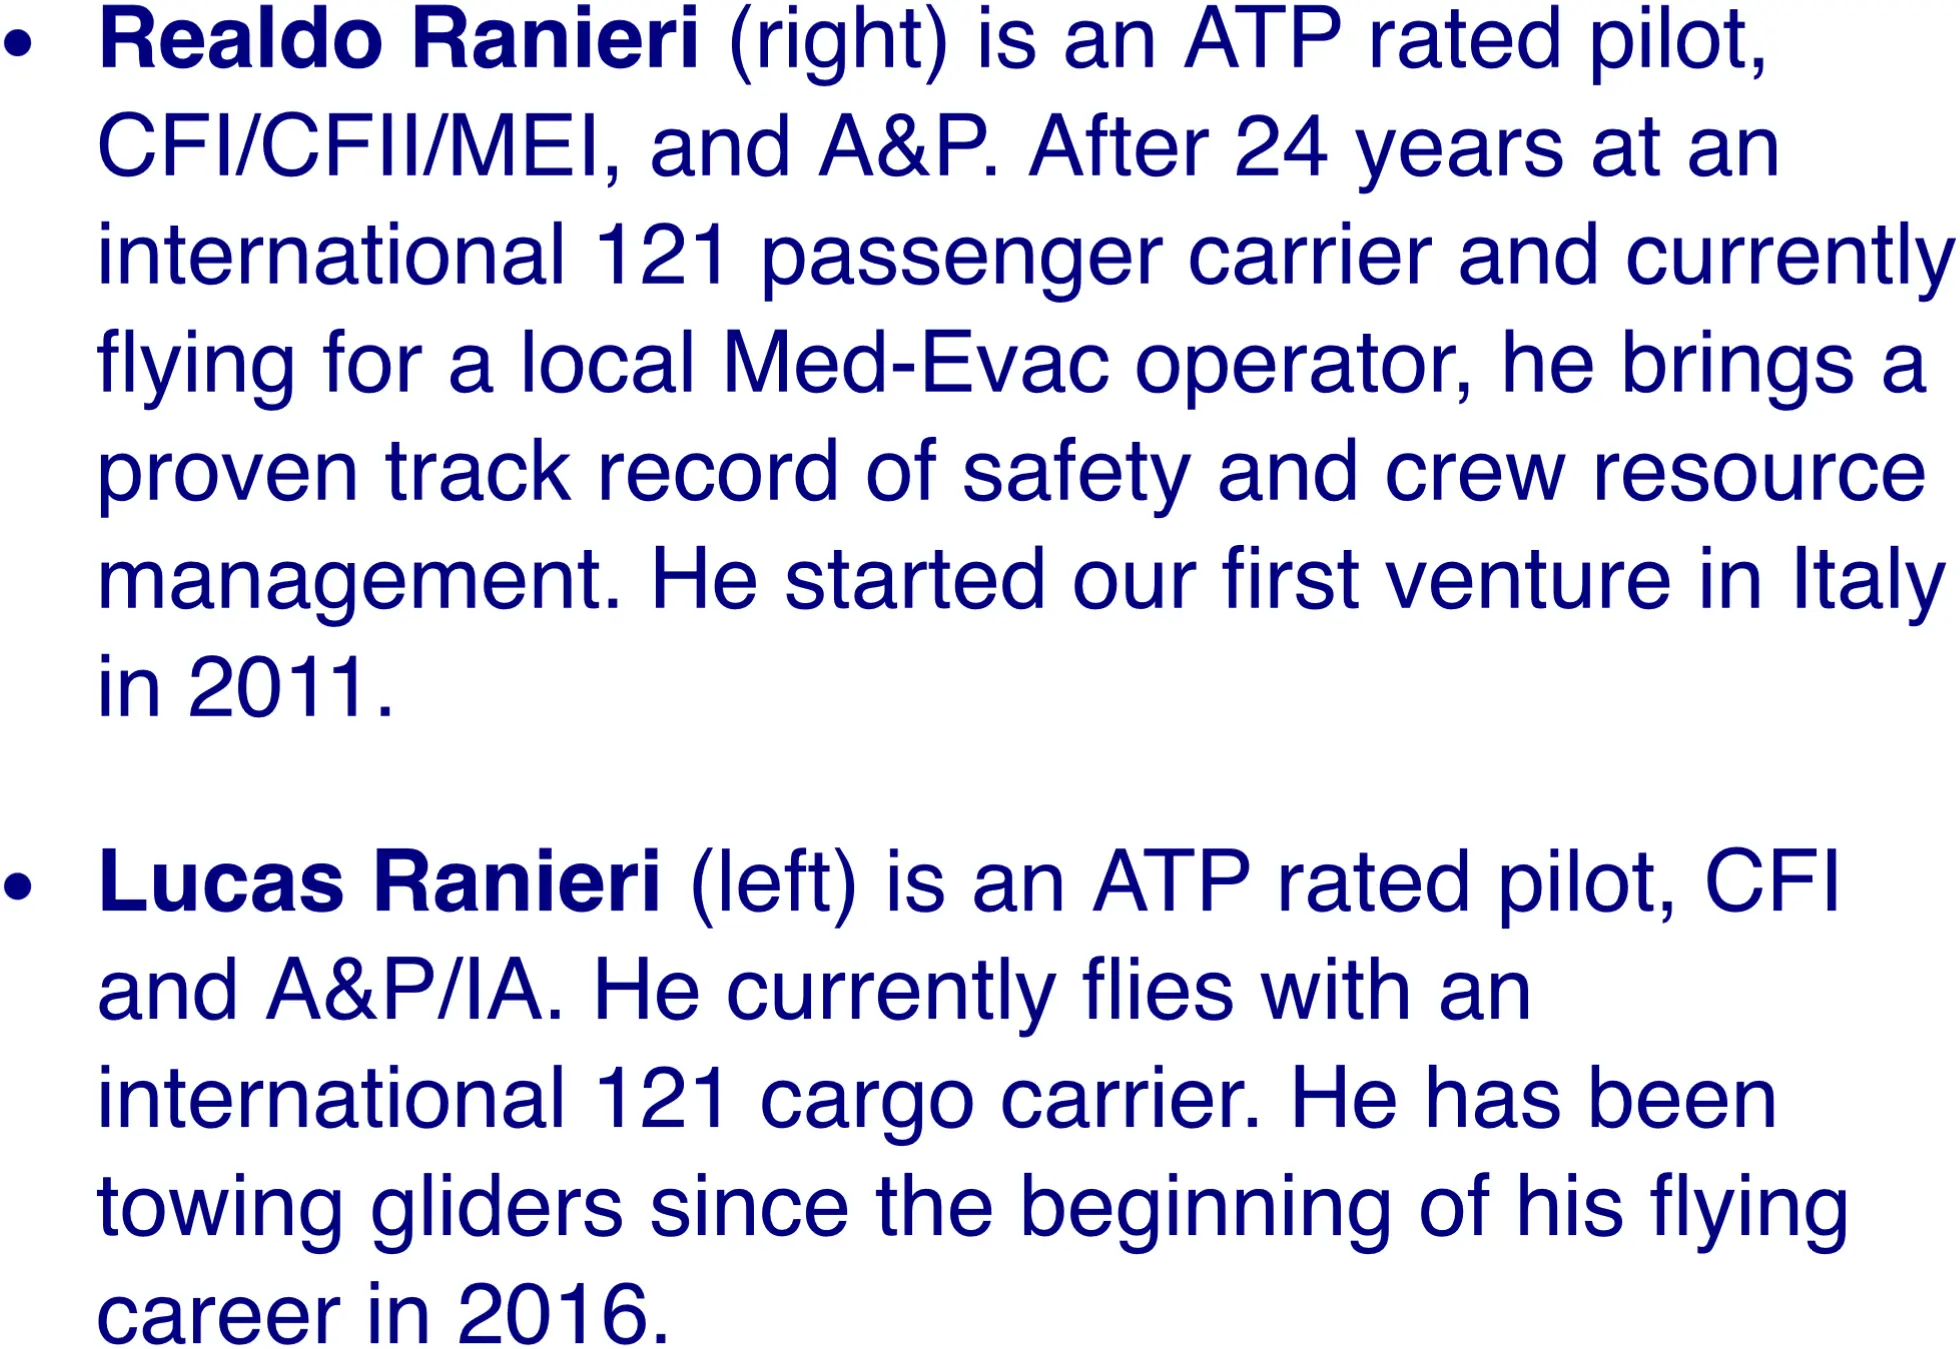 • Realdo Ranieri (right) is an ATP rated pilot,
CFI/CFII/MEI, and A&P. After 24 years at an
international 121 passenger carrier and currently
flying for a local Med-Evac operator, he brings a
proven track record of safety and crew resource
management. He started our first venture in Italy
in 2011.
• Lucas Ranieri (left) is an ATP rated pilot, CFI
and A&P/IA. He currently flies with an
international 121 cargo carrier. He has been
towing gliders since the beginning of his flying
career in 2016.